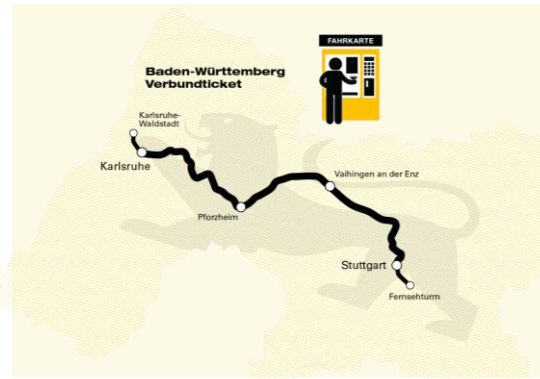 FAHRKARTE
Baden-Württemberg
Verbundticket
Karlsruhe-
Waldstadt
Karlsruhe
Vaihingen an der Enz
Pforzheim
Stuttgart
Fernsehturm